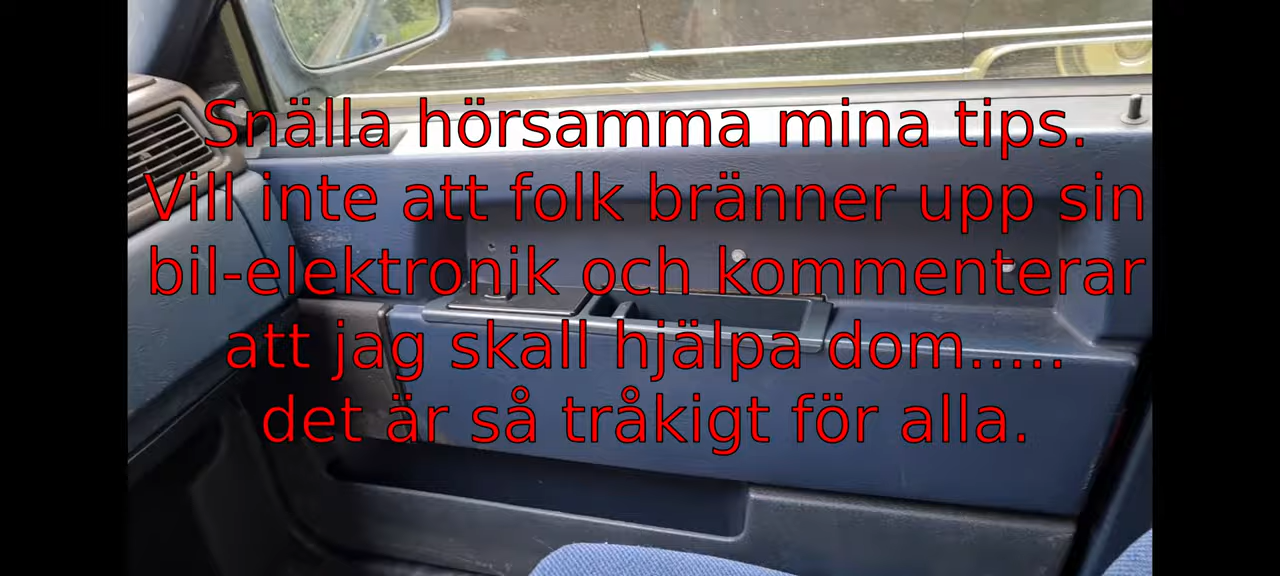 Snälla hörsamma mina tips.
Vill inte att folk bränner upp sin
bil-elektronik och kommenterar
att jag skall hjälpa dom.....
det är så tråkigt för alla.